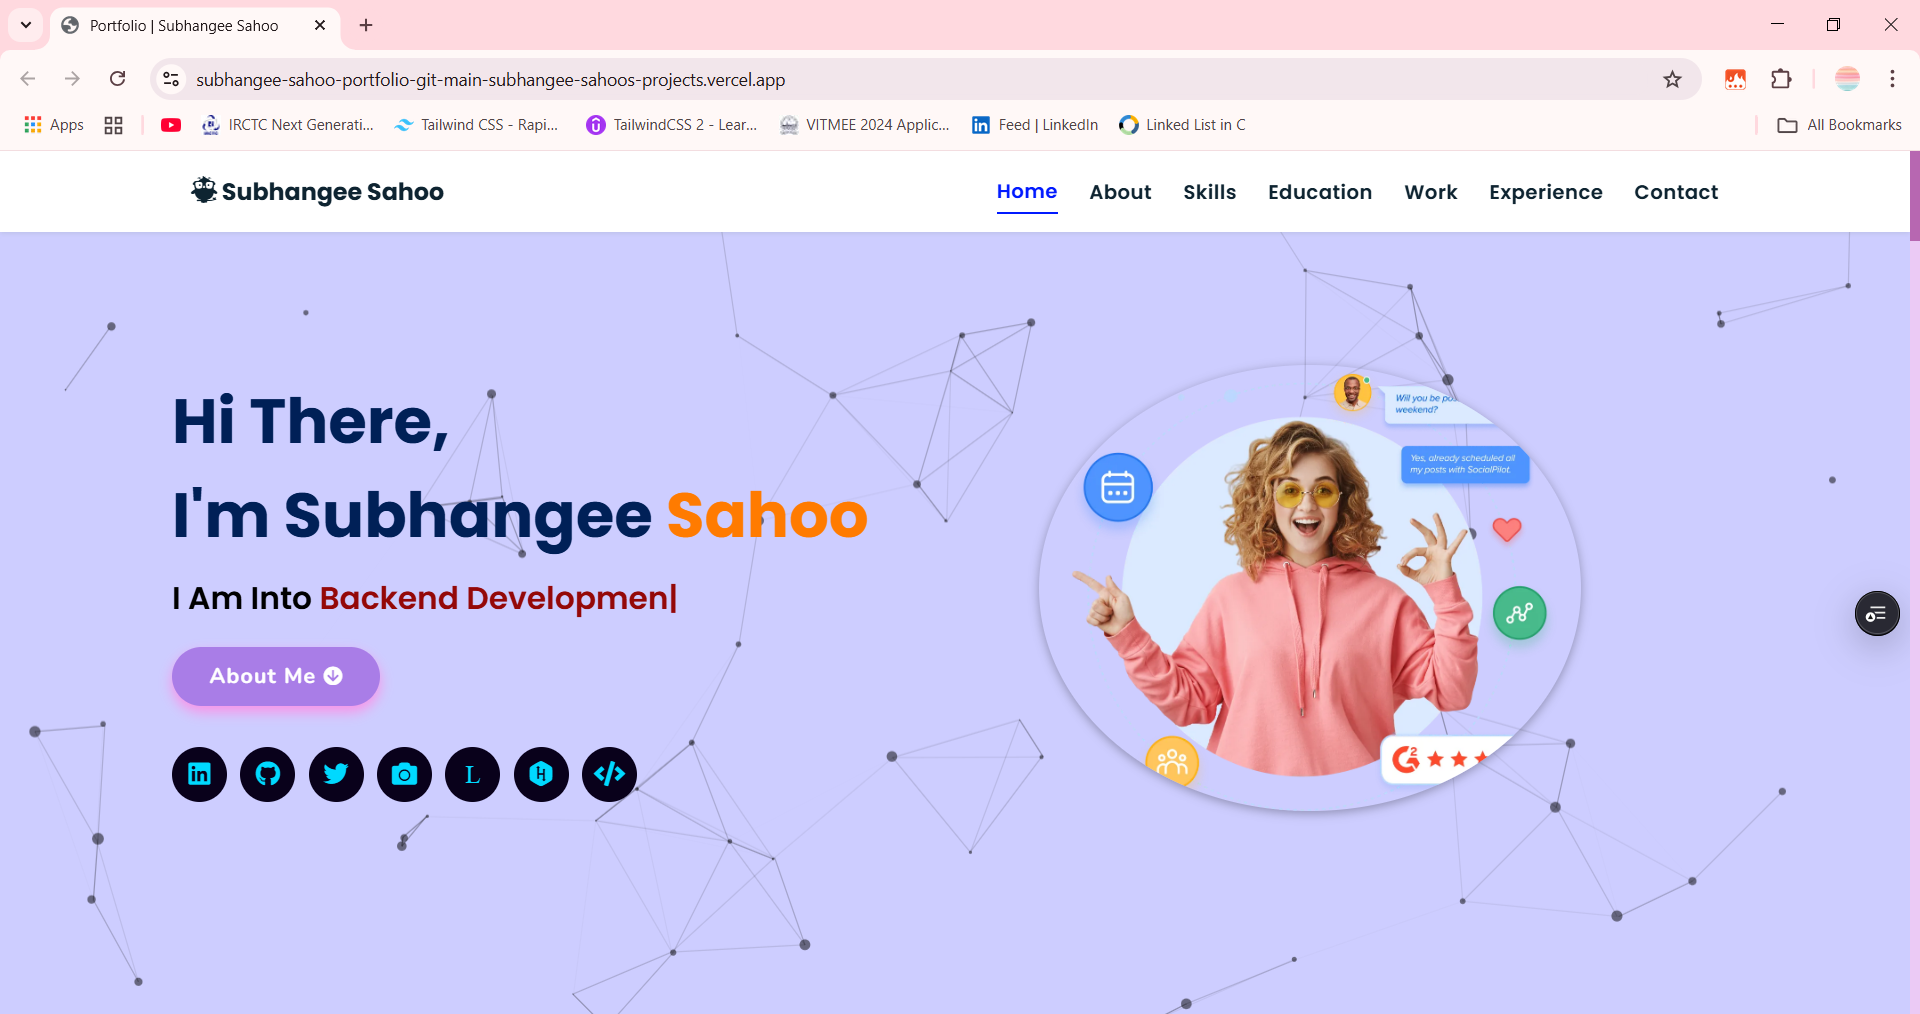 Portfolio | Subhangee Sahoo
subhangee-sahoo-portfolio-git-main-subhangee-sahoos-projects.vercel.app
Apps
IRCTC Next Generati...
Tailwind CSS - Rapi...
TailwindCSS 2 - Lear...
VITMEE 2024 Applic...
Feed | LinkedIn
Linked List in C
All Bookmarks
Subhangee Sahoo
Home About Skills Education Work Experience Contact
Hi There,
I'm Subhangee Sahoo
I Am Into Backend Developmen|
About Me
L
Will you be
weekend?
Yes, already scheduled all
my posts with SocialPilot
G2